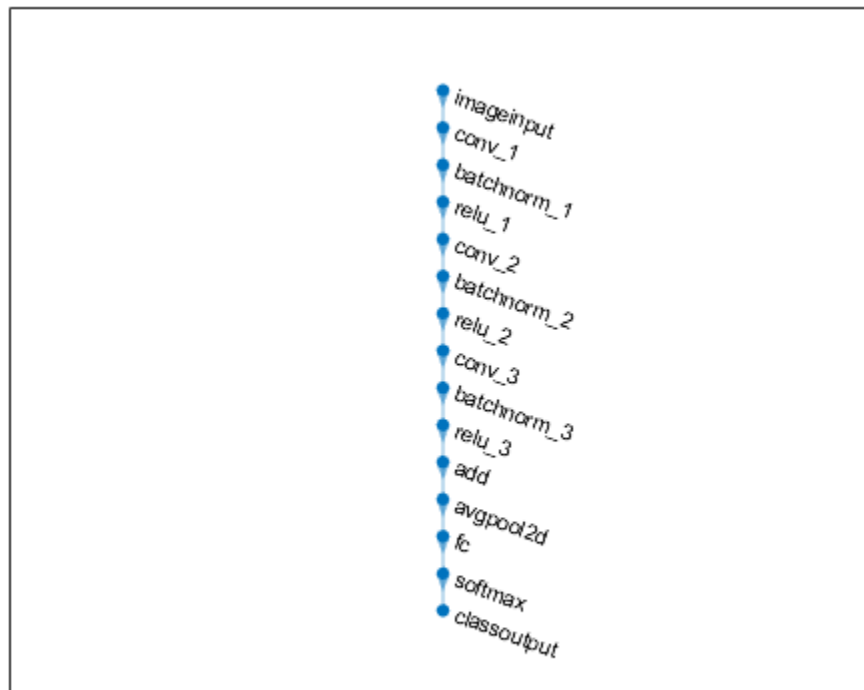 imageinput
conv_1
batchnorm_1
relu_1
conv_2
batchnorm_2
relu_2
conv_3
batchnorm_3
relu_3
add
avgpool2d
fc
softmax
classoutput